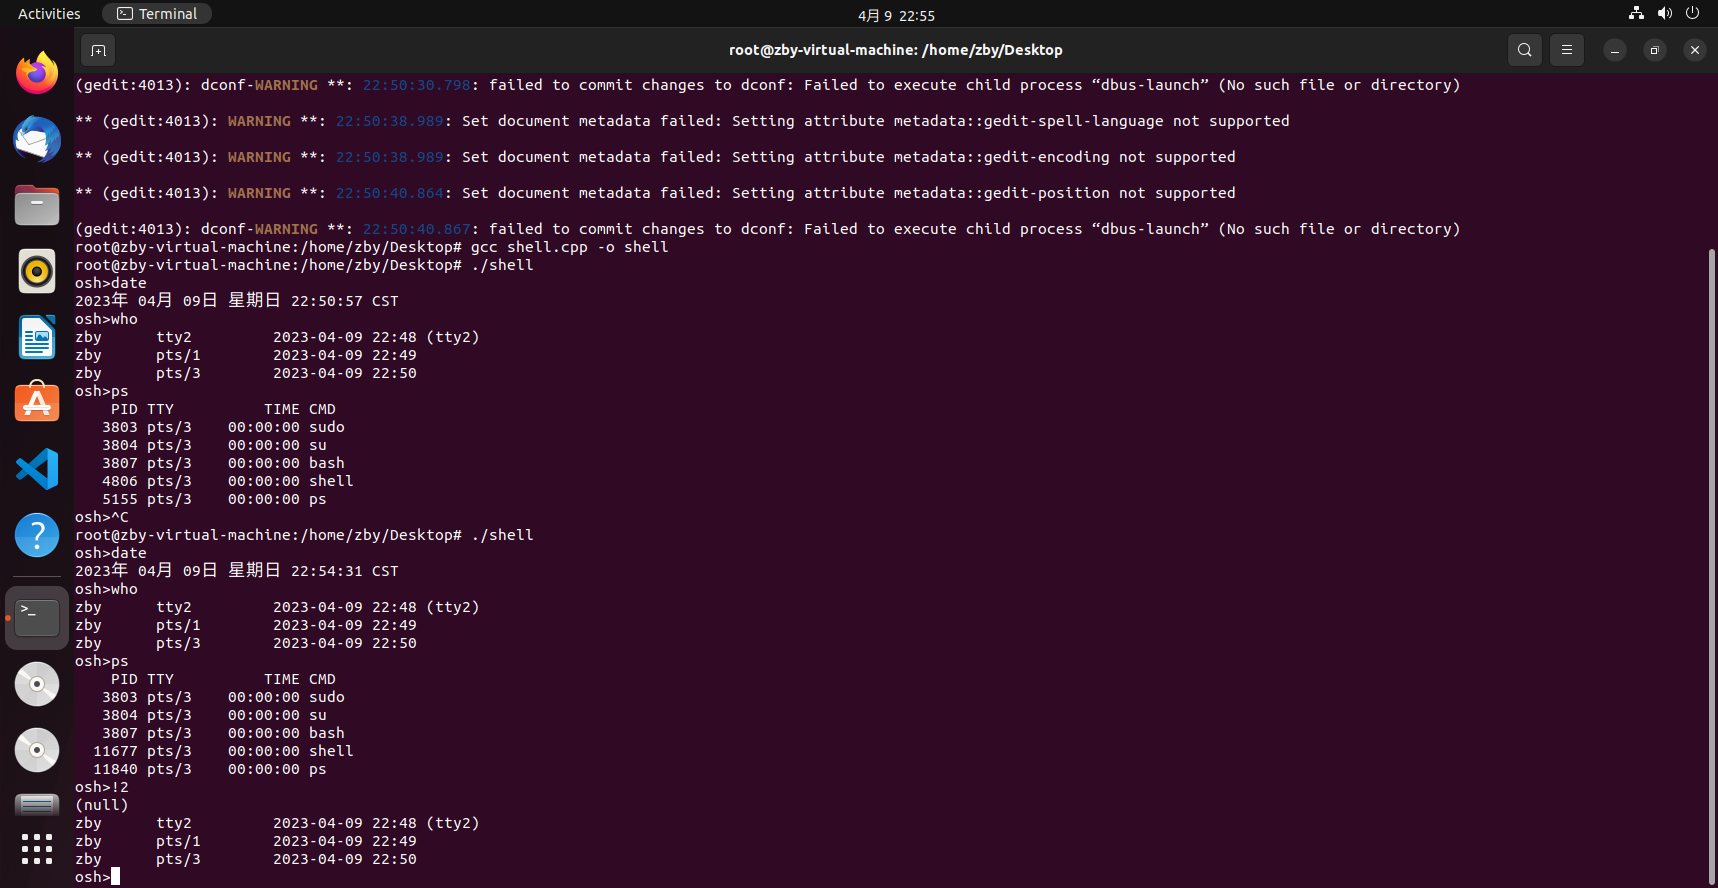 Activities
Terminal
4月 9 22:55
root@zby-virtual-machine: /home/zby/Desktop
(gedit:4013): dconf-WARNING **: 22:50:30.798: failed to commit changes to dconf: Failed to execute child process “dbus-launch” (No such file or directory)
** (gedit:4013): WARNING **: 22:50:38.989: Set document metadata failed: Setting attribute metadata::gedit-spell-language not supported
** (gedit:4013): WARNING **: 22:50:38.989: Set document metadata failed: Setting attribute metadata::gedit-encoding not supported
** (gedit:4013): WARNING **: 22:50:40.864: Set document metadata failed: Setting attribute metadata::gedit-position not supported
(gedit:4013): dconf-WARNING **: 22:50:40.867: failed to commit changes to dconf: Failed to execute child process “dbus-launch” (No such file or directory)
root@zby-virtual-machine:/home/zby/Desktop# gcc shell.cpp -o shell
root@zby-virtual-machine:/home/zby/Desktop# ./shell
osh>date
2023年 04月 09日 星期日 22:50:57 CST
osh>who
zby      tty2         2023-04-09 22:48 (tty2)
zby      pts/1        2023-04-09 22:49
zby      pts/3        2023-04-09 22:50
osh>ps
    PID TTY          TIME CMD
   3803 pts/3    00:00:00 sudo
   3804 pts/3    00:00:00 su
   3807 pts/3    00:00:00 bash
   4806 pts/3    00:00:00 shell
   5155 pts/3    00:00:00 ps
osh>^C
root@zby-virtual-machine:/home/zby/Desktop# ./shell
osh>date
2023年 04月 09日 星期日 22:54:31 CST
osh>who
zby      tty2         2023-04-09 22:48 (tty2)
zby      pts/1        2023-04-09 22:49
zby      pts/3        2023-04-09 22:50
osh>ps
    PID TTY          TIME CMD
   3803 pts/3    00:00:00 sudo
   3804 pts/3    00:00:00 su
   3807 pts/3    00:00:00 bash
  11677 pts/3    00:00:00 shell
  11840 pts/3    00:00:00 ps
osh>!2
(null)
zby      tty2         2023-04-09 22:48 (tty2)
zby      pts/1        2023-04-09 22:49
zby      pts/3        2023-04-09 22:50
osh>